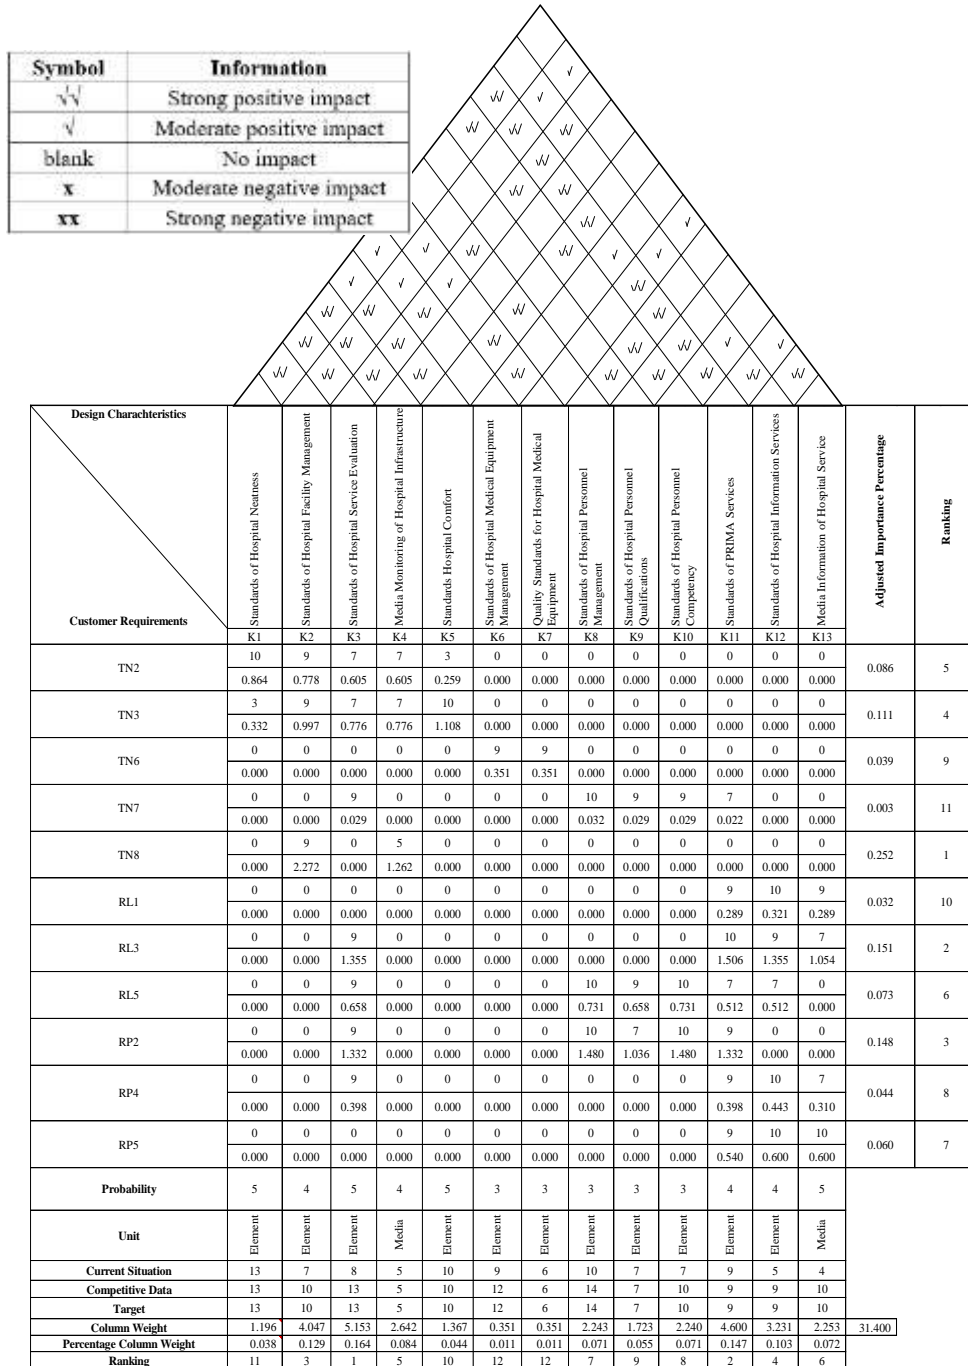 Symbol Information
√√ Strong positive impact
√ Moderate positive impact
blank No impact
x Moderate negative impact
xx Strong negative impact
√
√√ √
√√ √√ √√
√√
√√ √√
√√ √
√ √ √√ √√ √ √
√ √ √ √√
√√ √√ √√ √√
√√ √√ √√ √√ √√ √√ √ √
√√ √√ √√ √√ √√ √√ √√ √√ √√ √√
Design Charachteristics
Customer Requirements
Standards of Hospital Neatness
Standards of Hospital Facility Management
Standards of Hospital Service Evaluation
Media Monitoring of Hospital Infrastructure
Standards Hospital Comfort
Standards of Hospital Medical Equipment
Management
Quality Standards for Hospital Medical
Equipment
Standards of Hospital Personnel
Management
Standards of Hospital Personnel
Qualifications
Standards of Hospital Personnel
Competency
Standards of PRIMA Services
Standards of Hospital Information Services
Media Information of Hospital Service
Adjusted Importance Percentage
Ranking
K1 K2 K3 K4 K5 K6 K7 K8 K9 K10 K11 K12 K13
TN2
10 9 7 7 3 0 0 0 0 0 0 0 0
0.864 0.778 0.605 0.605 0.259 0.000 0.000 0.000 0.000 0.000 0.000 0.000 0.000
0.086 5
TN3
3 9 7 7 10 0 0 0 0 0 0 0 0
0.332 0.997 0.776 0.776 1.108 0.000 0.000 0.000 0.000 0.000 0.000 0.000 0.000
0.111 4
TN6
0 0 0 0 0 9 9 0 0 0 0 0 0
0.000 0.000 0.000 0.000 0.000 0.351 0.351 0.000 0.000 0.000 0.000 0.000 0.000
0.039 9
TN7
0 0 9 0 0 0 0 10 9 9 7 0 0
0.000 0.000 0.029 0.000 0.000 0.000 0.000 0.032 0.029 0.029 0.022 0.000 0.000
0.003 11
TN8
0 9 0 5 0 0 0 0 0 0 0 0 0
0.000 2.272 0.000 1.262 0.000 0.000 0.000 0.000 0.000 0.000 0.000 0.000 0.000
0.252 1
RL1
0 0 0 0 0 0 0 0 0 0 9 10 9
0.000 0.000 0.000 0.000 0.000 0.000 0.000 0.000 0.000 0.000 0.289 0.321 0.289
0.032 10
RL3
0 0 9 0 0 0 0 0 0 0 10 9 7
0.000 0.000 1.355 0.000 0.000 0.000 0.000 0.000 0.000 0.000 1.506 1.355 1.054
0.151 2
RL5
0 0 9 0 0 0 0 10 9 10 7 7 0
0.000 0.000 0.658 0.000 0.000 0.000 0.000 0.731 0.658 0.731 0.512 0.512 0.000
0.073 6
RP2
0 0 9 0 0 0 0 10 7 10 9 0 0
0.000 0.000 1.332 0.000 0.000 0.000 0.000 1.480 1.036 1.480 1.332 0.000 0.000
0.148 3
RP4
0 0 9 0 0 0 0 0 0 0 9 10 7
0.000 0.000 0.398 0.000 0.000 0.000 0.000 0.000 0.000 0.000 0.398 0.443 0.310
0.044 8
RP5
0 0 0 0 0 0 0 0 0 0 9 10 10
0.000 0.000 0.000 0.000 0.000 0.000 0.000 0.000 0.000 0.000 0.540 0.600 0.600
0.060 7
Probability 5 4 5 4 5 3 3 3 3 3 4 4 5
Unit Element Element Element Media Element Element Element Element Element Element Element Element Media
Current Situation 13 7 8 5 10 9 6 10 7 7 9 5 4
Competitive Data 13 10 13 5 10 12 6 14 7 10 9 9 10
Target 13 10 13 5 10 12 6 14 7 10 9 9 10
Column Weight 1.196 4.047 5.153 2.642 1.367 0.351 0.351 2.243 1.723 2.240 4.600 3.231 2.253 31.400
Percentage Column Weight 0.038 0.129 0.164 0.084 0.044 0.011 0.011 0.071 0.055 0.071 0.147 0.103 0.072
Ranking 11 3 1 5 10 12 12 7 9 8 2 4 6